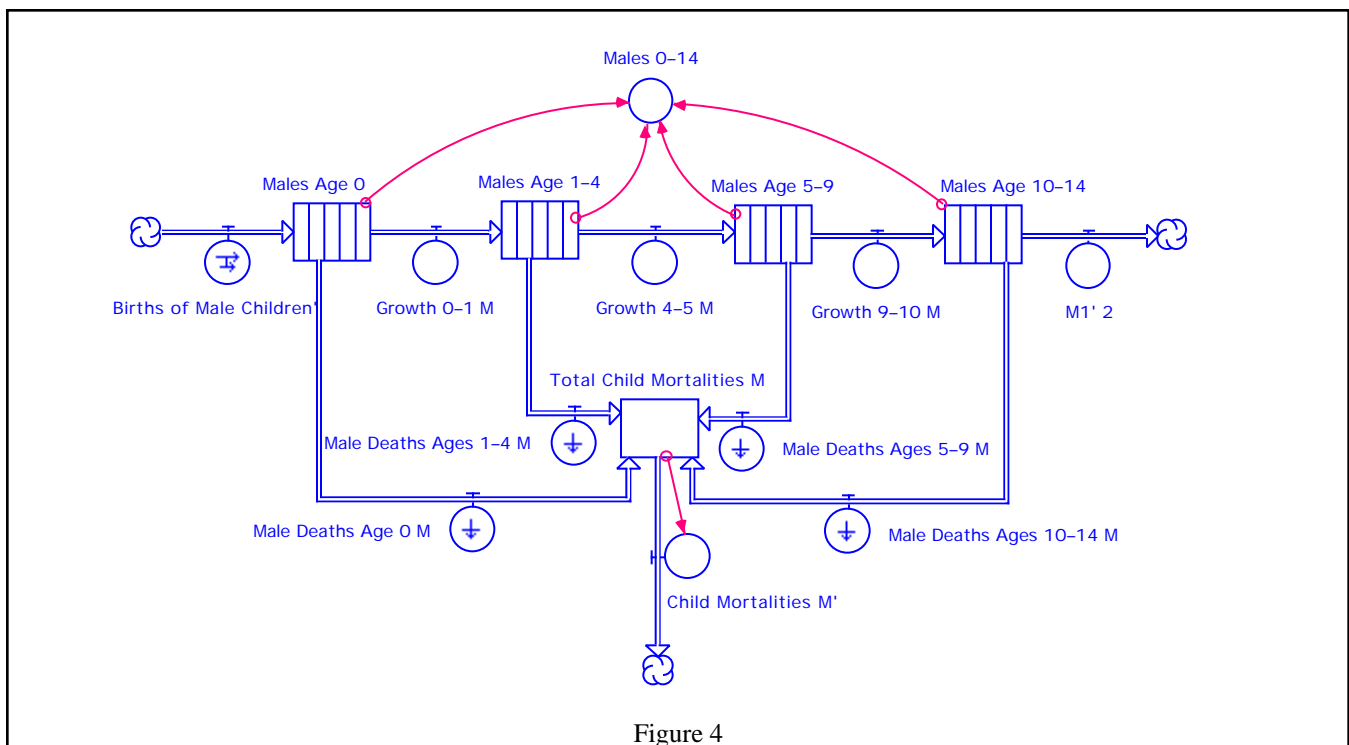 Males 0–14
Males Age 0
Males Age 1–4
Males Age 5–9
Males Age 10–14
Births of Male Children'
Growth 0–1 M
Growth 4–5 M
Growth 9–10 M
M1' 2
Total Child Mortalities M
Male Deaths Ages 1–4 M
Male Deaths Ages 5–9 M
Male Deaths Age 0 M
Male Deaths Ages 10–14 M
Child Mortalities M'
Figure 4